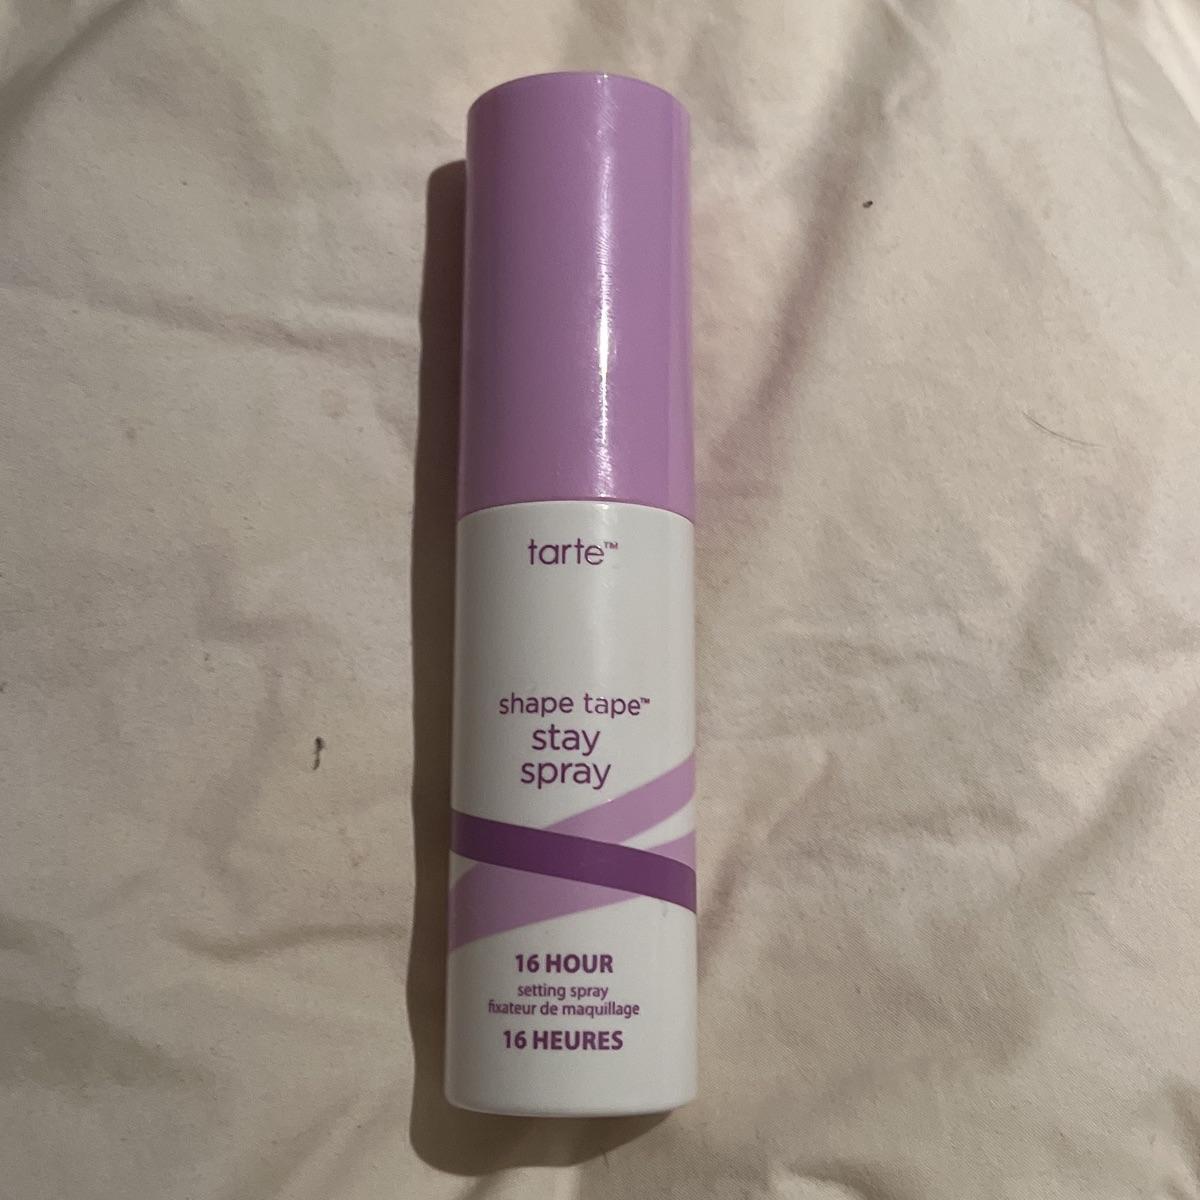 tarte™
shape tape™
stay
spray
16 HOUR
setting spray
fixateur de maquillage
16 HEURES